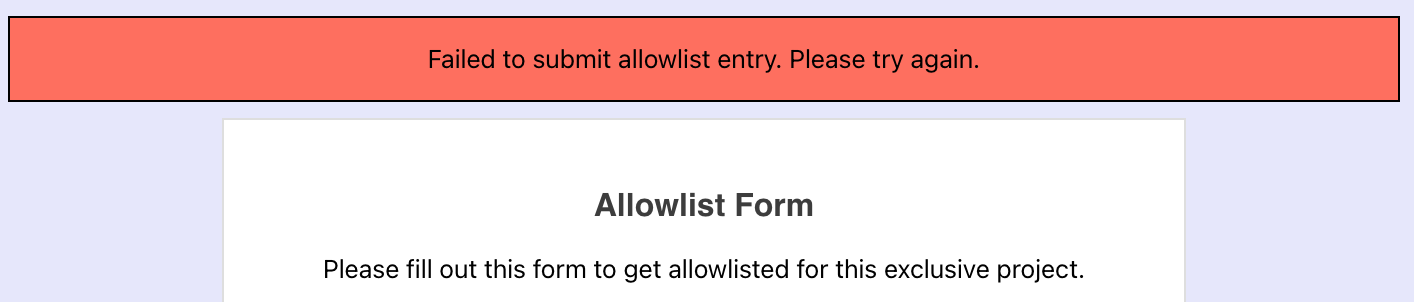 Failed to submit allowlist entry. Please try again.
Allowlist Form
Please fill out this form to get allowlisted for this exclusive project.